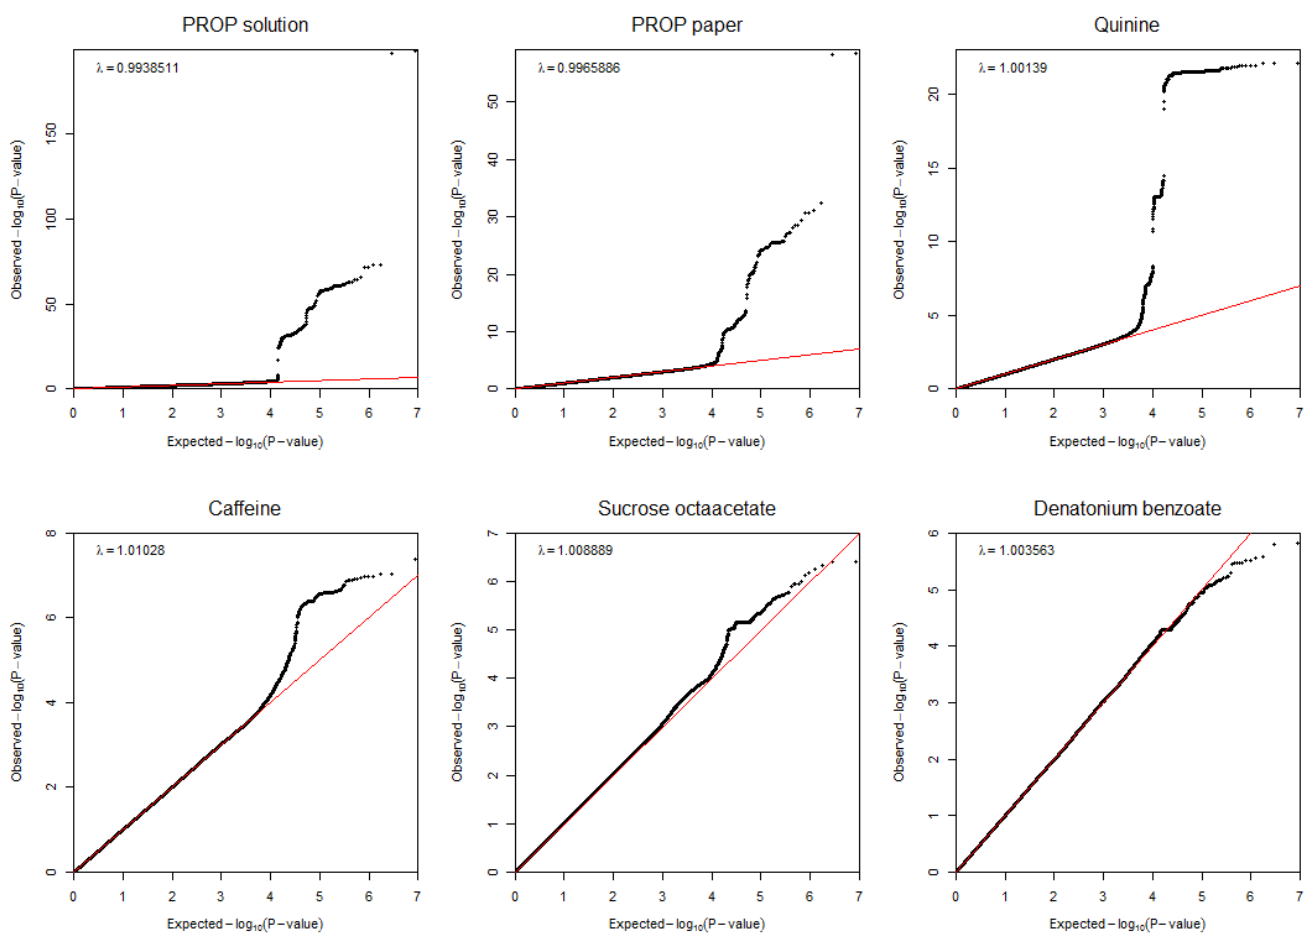 PROP solution
λ = 0.9938511
Observed −log10(P−value)
0 50 100 150
0 1 2 3 4 5 6 7
Expected −log10(P−value)
PROP paper
λ = 0.9965886
Observed −log10(P−value)
0 10 20 30 40 50
0 1 2 3 4 5 6 7
Expected −log10(P−value)
Quinine
λ = 1.00139
Observed −log10(P−value)
0 5 10 15 20
0 1 2 3 4 5 6 7
Expected −log10(P−value)
Caffeine
λ = 1.01028
Observed −log10(P−value)
0 2 4 6 8
0 1 2 3 4 5 6 7
Expected −log10(P−value)
Sucrose octaacetate
λ = 1.008889
Observed −log10(P−value)
0 1 2 3 4 5 6 7
0 1 2 3 4 5 6 7
Expected −log10(P−value)
Denatonium benzoate
λ = 1.003563
Observed −log10(P−value)
0 1 2 3 4 5 6
0 1 2 3 4 5 6 7
Expected −log10(P−value)